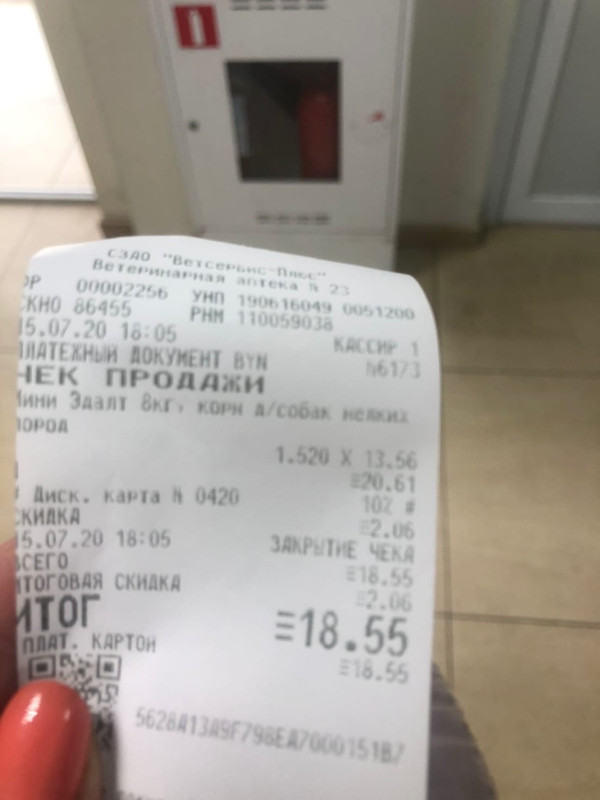 СЗАО "Ветсервис-Плюс"
Ветеринарная аптека N 23
ОР 00002256 УНП 190616049 0051200
СКНО 86455 РНМ 110059038
15.07.20 18:05 КАССИР 1
ПЛАТЕЖНЫЙ ДОКУМЕНТ BYN №6173
ЧЕК ПРОДАЖИ
Мини Эдалт 8кг, корм д/собак мелких
пород
1.520 X 13.56
≡20.61
# Диск. карта N 0420 10% #
СКИДКА ≡2.06
15.07.20 18:05 ЗАКРЫТИЕ ЧЕКА
ВСЕГО ≡18.55
ИТОГОВАЯ СКИДКА ≡2.06
ИТОГ ≡18.55
ПЛАТ. КАРТОЙ ≡18.55
5628A13A9F798EA7000151B7